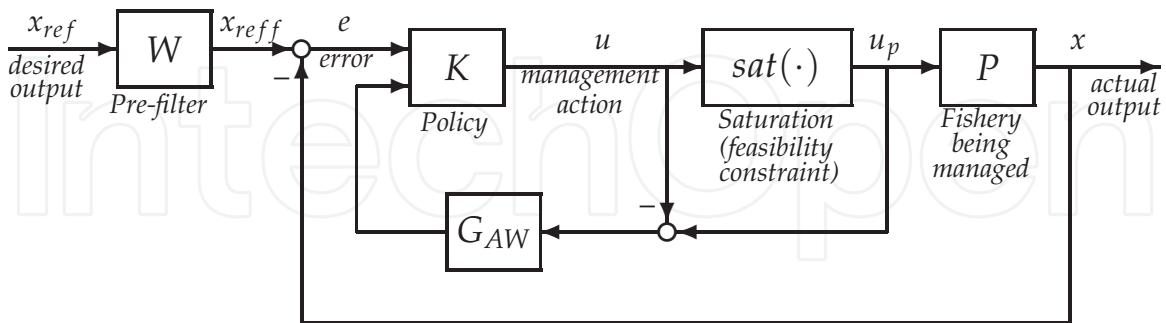 x_ref
desired
output
W
Pre-filter
x_reff
−
e
error
K
Policy
u
management
action
sat(·)
Saturation
(feasibility
constraint)
u_p
P
Fishery
being
managed
x
actual
output
−
G_AW
IntechOpen